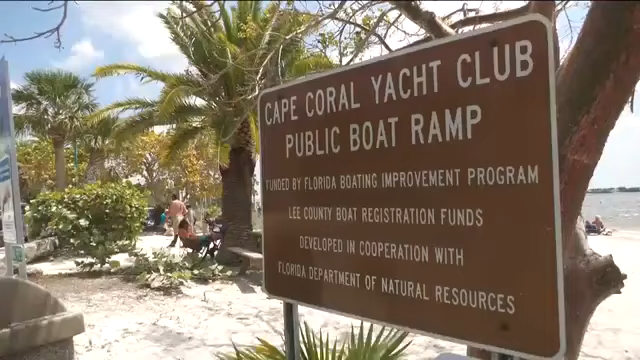 CAPE CORAL YACHT CLUB
PUBLIC BOAT RAMP
FUNDED BY FLORIDA BOATING IMPROVEMENT PROGRAM
LEE COUNTY BOAT REGISTRATION FUNDS
DEVELOPED IN COOPERATION WITH
FLORIDA DEPARTMENT OF NATURAL RESOURCES